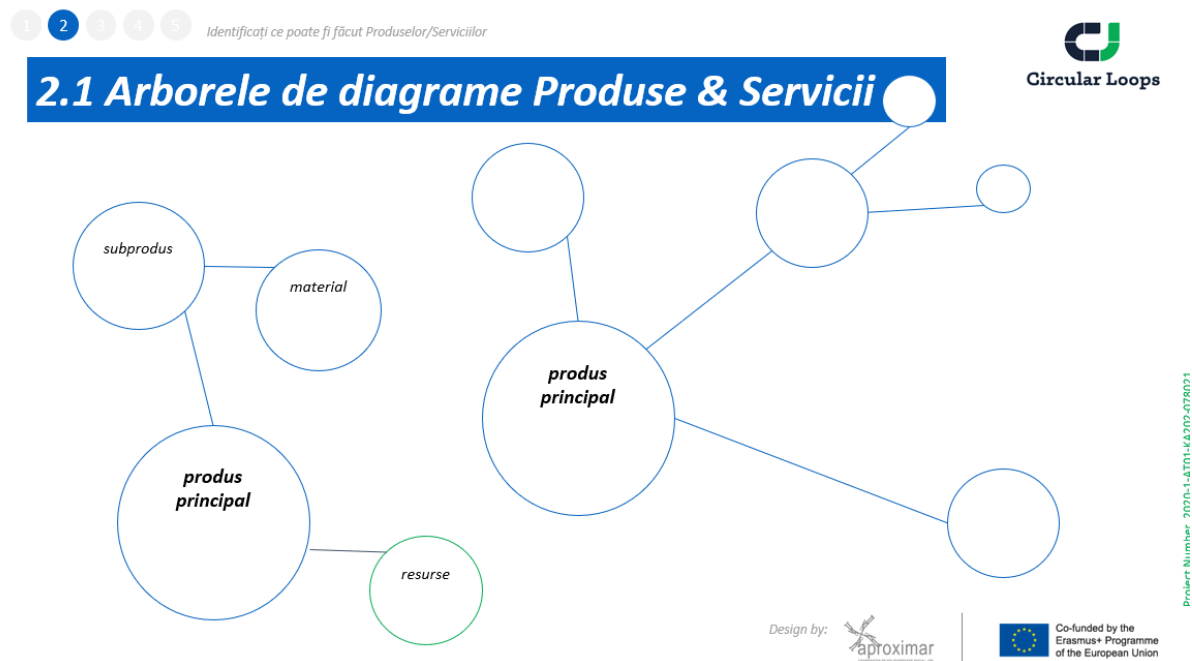 1 2 3 4 5 Identificați ce poate fi făcut Produselor/Serviciilor
2.1 Arborele de diagrame Produse & Servicii
Circular Loops
subprodus
material
produs
principal
resurse
produs
principal
Project Number 2020-1-AT01-KA202-078021
Design by:
aproximar
Co-funded by the
Erasmus+ Programme
of the European Union